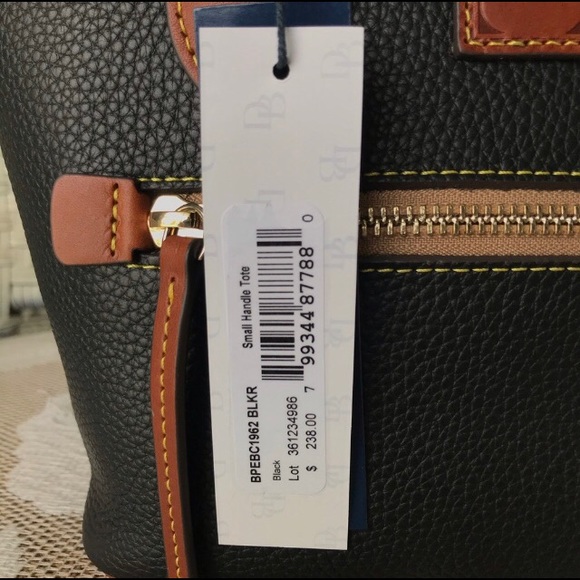 Small Handle Tote
7 99344 87788 0
BPEBC1962 BLKR
Black
Lot 361234986
$ 238.00